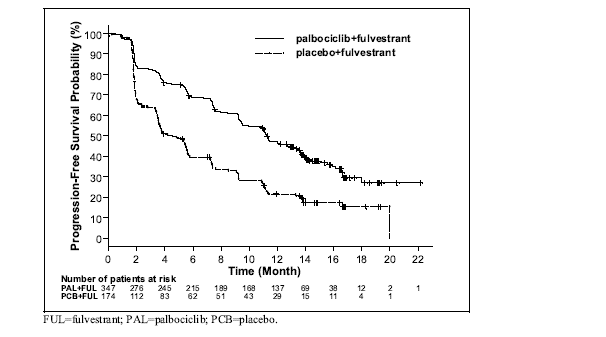 Progression-Free Survival Probability (%)
100
90
80
70
60
50
40
30
20
10
0
palbociclib+fulvestrant
placebo+fulvestrant
0 2 4 6 8 10 12 14 16 18 20 22
Time (Month)
Number of patients at risk
PAL+FUL 347 276 245 215 189 168 137 69 38 12 2 1
PCB+FUL 174 112 83 62 51 43 29 15 11 4 1
FUL=fulvestrant; PAL=palbociclib; PCB=placebo.